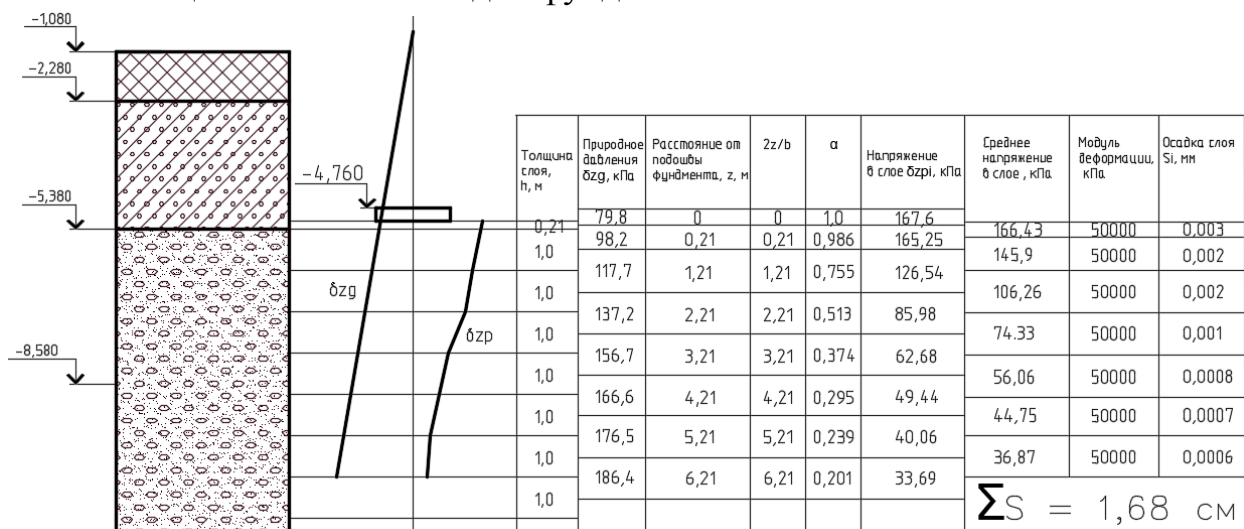 -1,080
-2,280
-5,380
-8,580
-4,760
δzg
δzp
Толщина слоя, h, м
Природное давления δzg, кПа
Расстояние от подошвы фундмента, z, м
2z/b
α
Напряжение в слое δzpi, кПа
Среднее напряжение в слое , кПа
Модуль деформации, кПа
Осадка слоя Si, мм
79,8 0 0 1,0 167,6
0,21 166,43 50000 0,003
98,2 0,21 0,21 0,986 165,25
1,0 145,9 50000 0,002
117,7 1,21 1,21 0,755 126,54
1,0 106,26 50000 0,002
137,2 2,21 2,21 0,513 85,98
1,0 74.33 50000 0,001
156,7 3,21 3,21 0,374 62,68
1,0 56,06 50000 0,0008
166,6 4,21 4,21 0,295 49,44
1,0 44,75 50000 0,0007
176,5 5,21 5,21 0,239 40,06
1,0 36,87 50000 0,0006
186,4 6,21 6,21 0,201 33,69
1,0
ΣS = 1,68 см